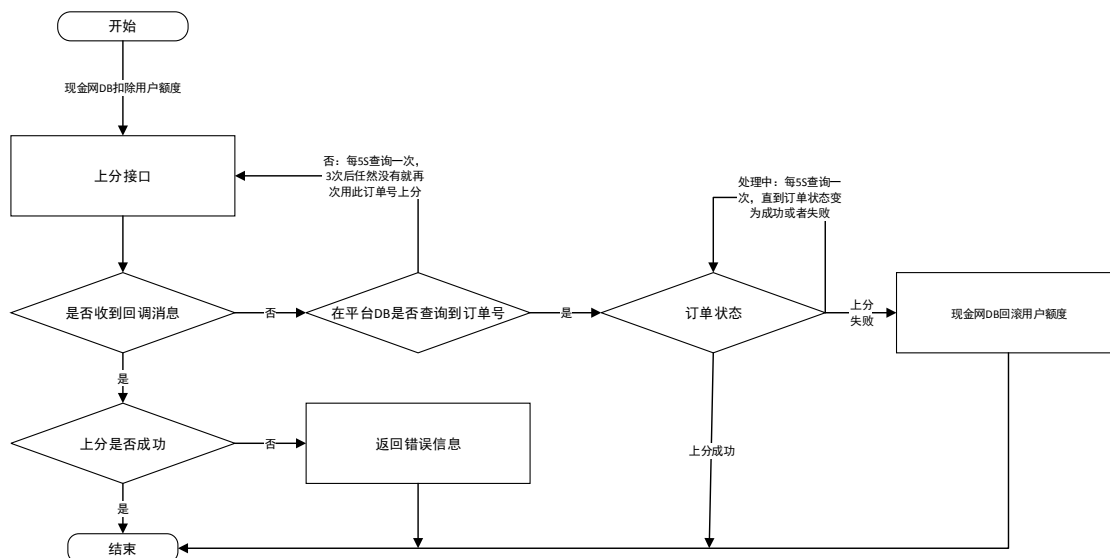 开始
现金网DB扣除用户额度
上分接口
否：每5S查询一次，
3次后任然没有就再
次用此订单号上分
处理中：每5S查询一
次，直到订单状态变
为成功或者失败
是否收到回调消息
否
在平台DB是否查询到订单号
是
订单状态
上分
失败
现金网DB回滚用户额度
是
上分是否成功
否
返回错误信息
上分成功
是
结束